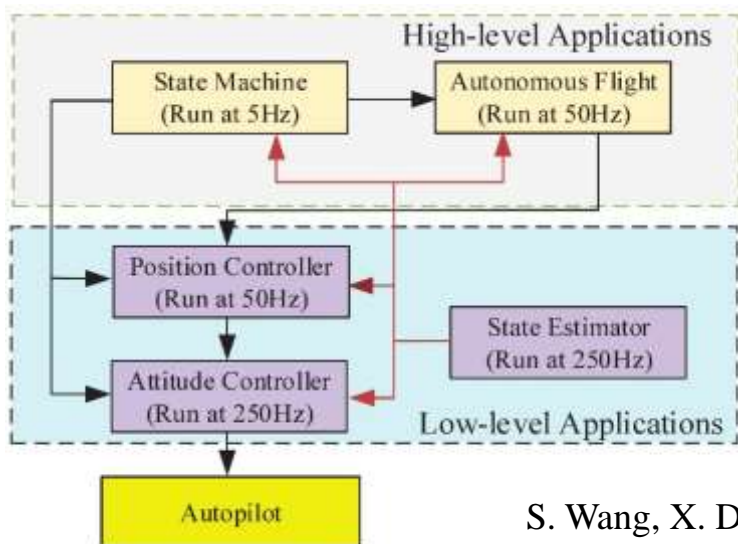 High-level Applications
State Machine
(Run at 5Hz)
Autonomous Flight
(Run at 50Hz)
Position Controller
(Run at 50Hz)
State Estimator
(Run at 250Hz)
Attitude Controller
(Run at 250Hz)
Low-level Applications
Autopilot
S. Wang, X. D